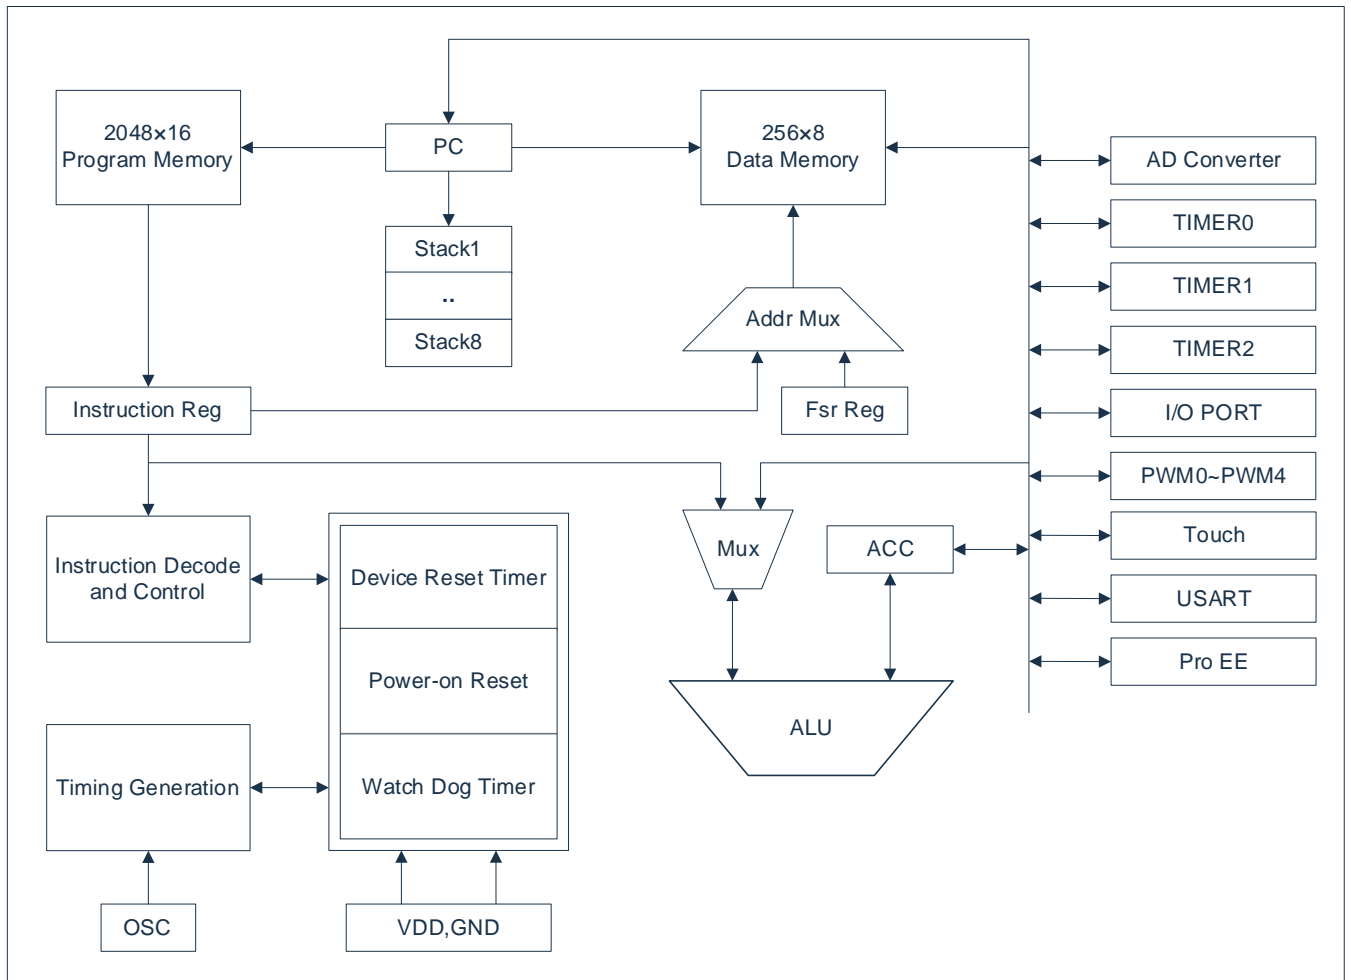 2048×16
Program Memory
PC
256×8
Data Memory
AD Converter
TIMER0
TIMER1
TIMER2
I/O PORT
PWM0~PWM4
Touch
USART
Pro EE
Stack1
..
Stack8
Addr Mux
Instruction Reg
Fsr Reg
Mux
ACC
ALU
Instruction Decode
and Control
Device Reset Timer
Power-on Reset
Watch Dog Timer
Timing Generation
OSC
VDD,GND